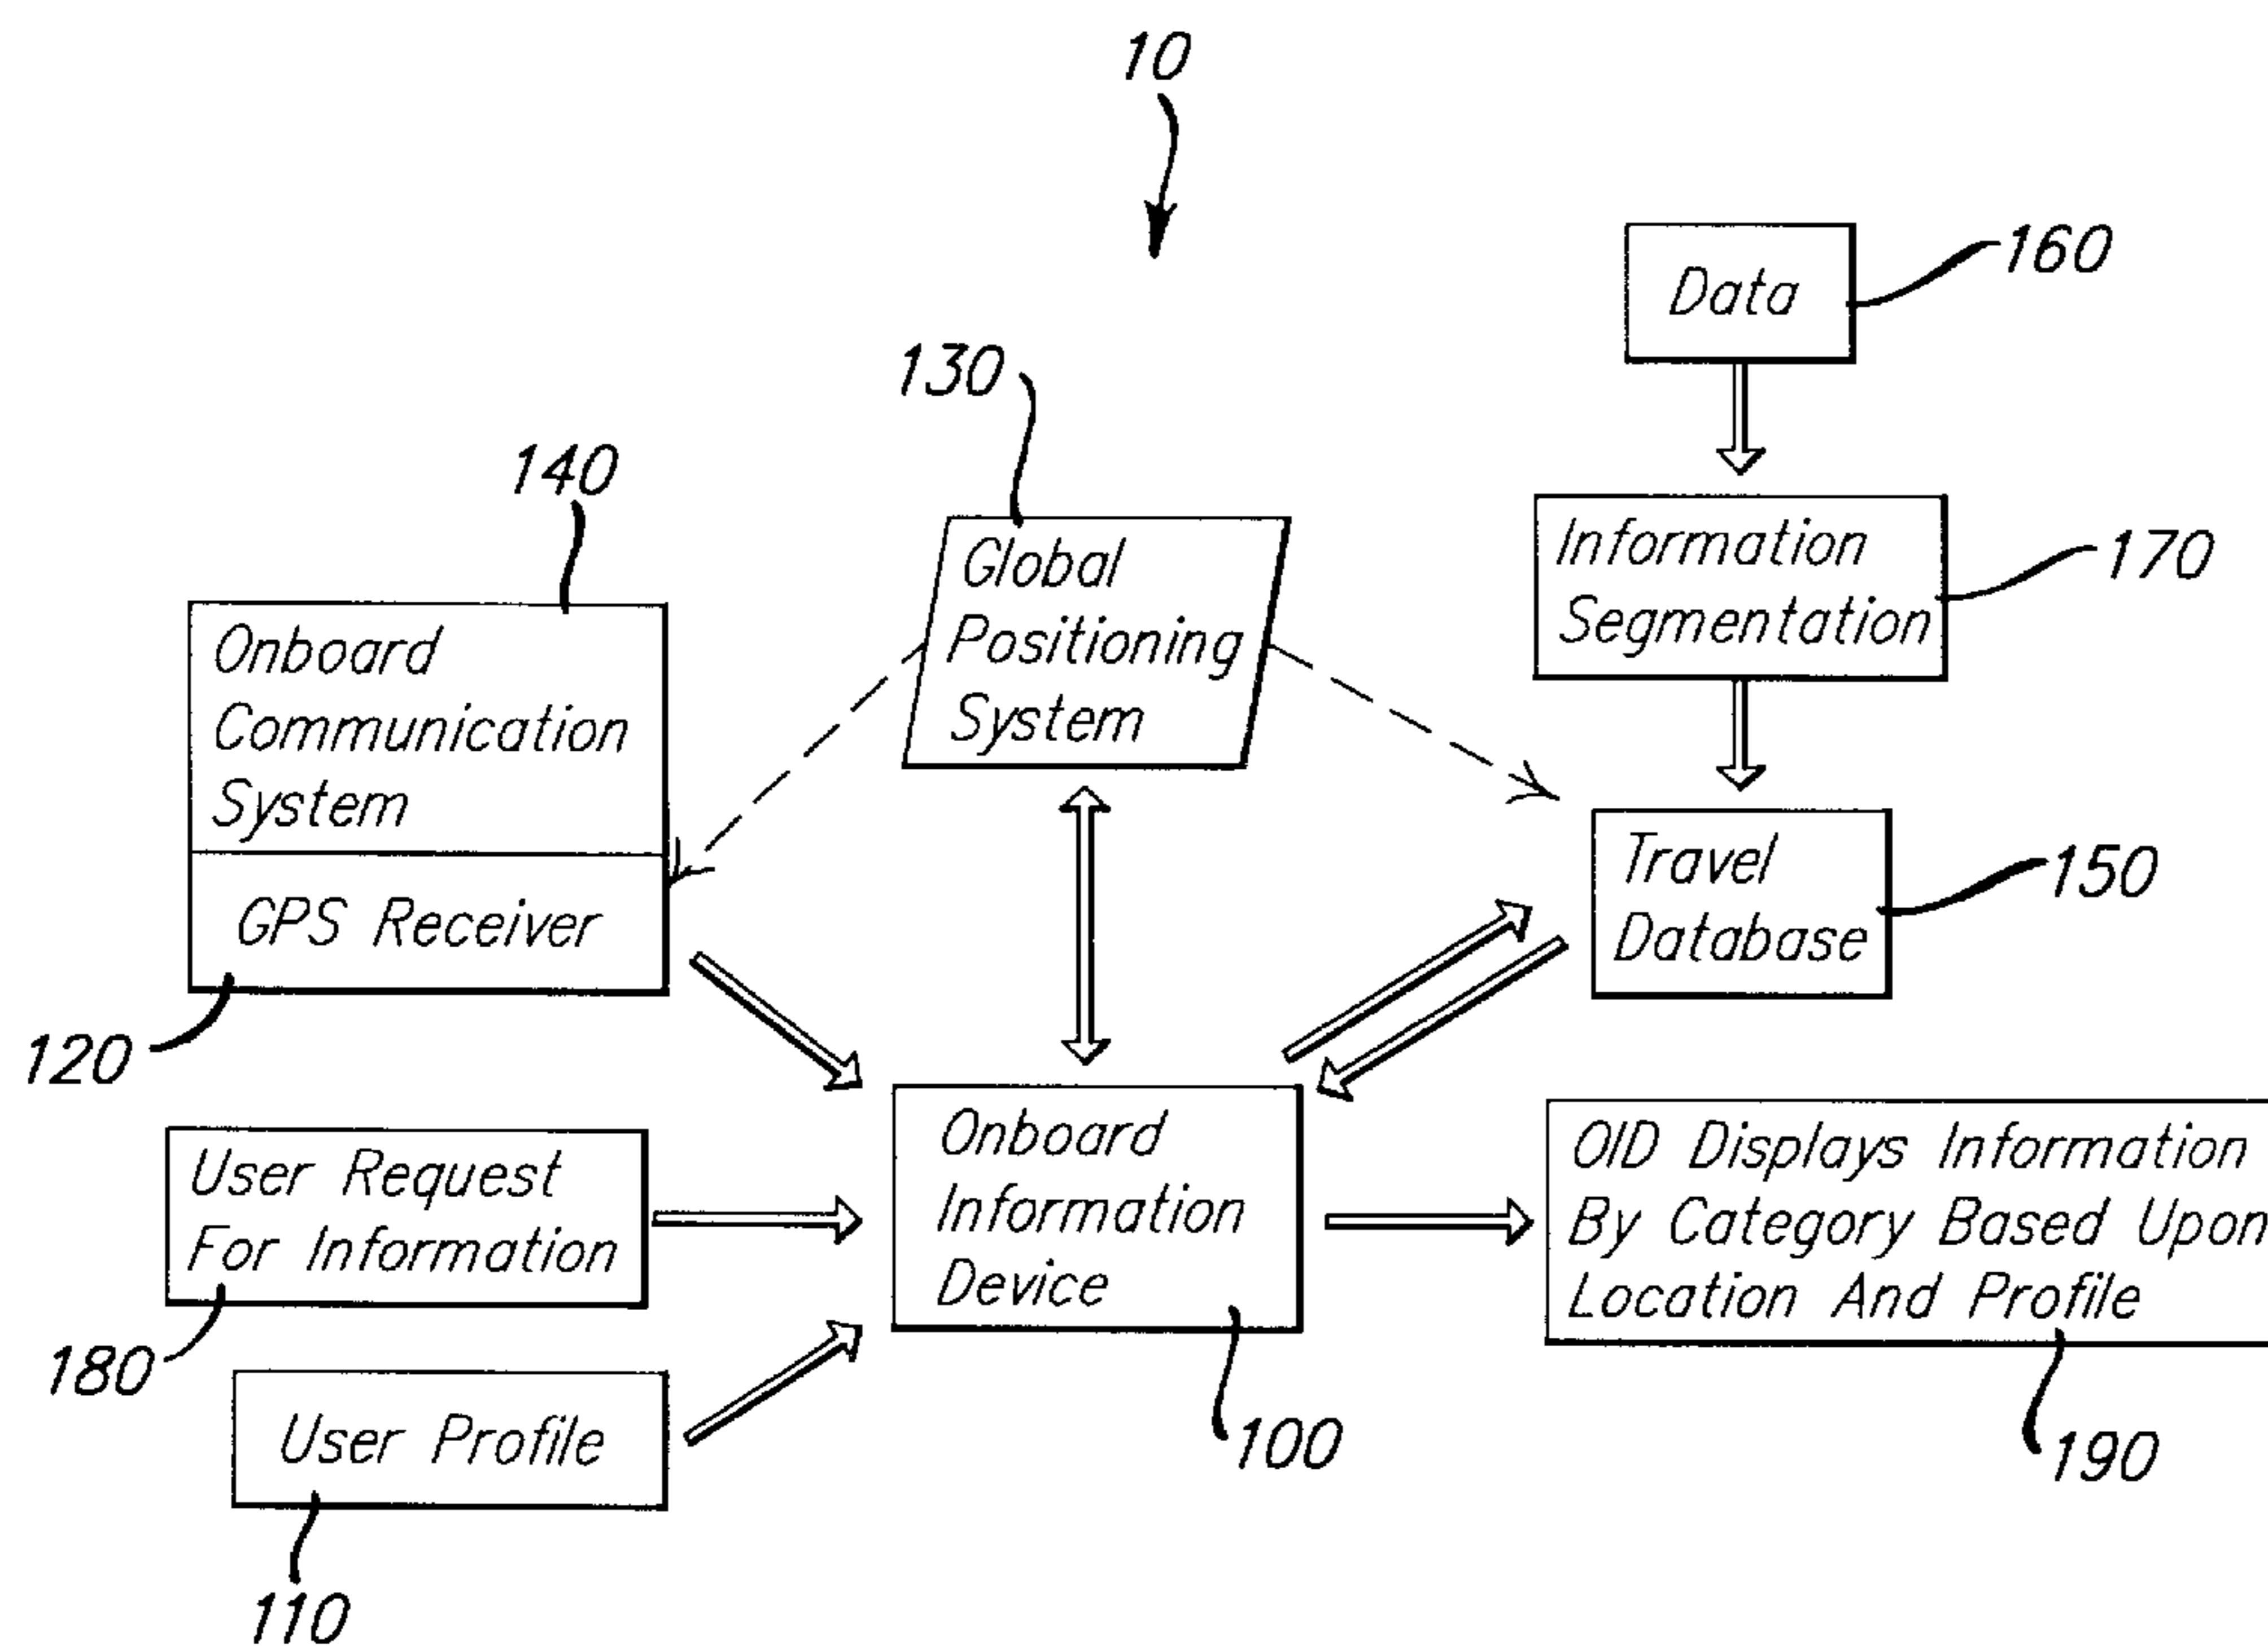 10
160
Data
130
140
Information
Segmentation
170
Global
Positioning
System
Onboard
Communication
System
GPS Receiver
120
Travel
Database
150
User Request
For Information
180
Onboard
Information
Device
100
OID Displays Information
By Category Based Upon
Location And Profile
190
User Profile
110